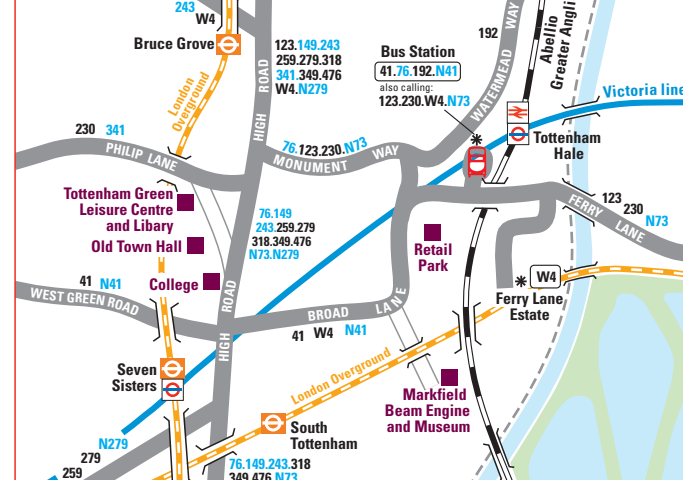 243
W4
Bruce Grove
London
Overground
HIGH ROAD
123.149.243
259.279.318
341.349.476
W4.N279
192
WATERMEAD WAY
Abellio
Greater Angli
Bus Station
41.76.192.N41
also calling:
123.230.W4.N73
Victoria line
Tottenham
Hale
230 341
PHILIP LANE
76.123.230.N73
MONUMENT WAY
Tottenham Green
Leisure Centre
and Libary
Old Town Hall
College
76.149
243.259.279
318.349.476
N73.N279
Retail
Park
123
230
N73
FERRY LANE
W4
Ferry Lane
Estate
41 N41
WEST GREEN ROAD
HIGH ROAD
BROAD LANE
41 W4 N41
Seven
Sisters
London Overground
Markfield
Beam Engine
and Museum
South
Tottenham
N279
279
259
76.149.243.318
349.476.N73